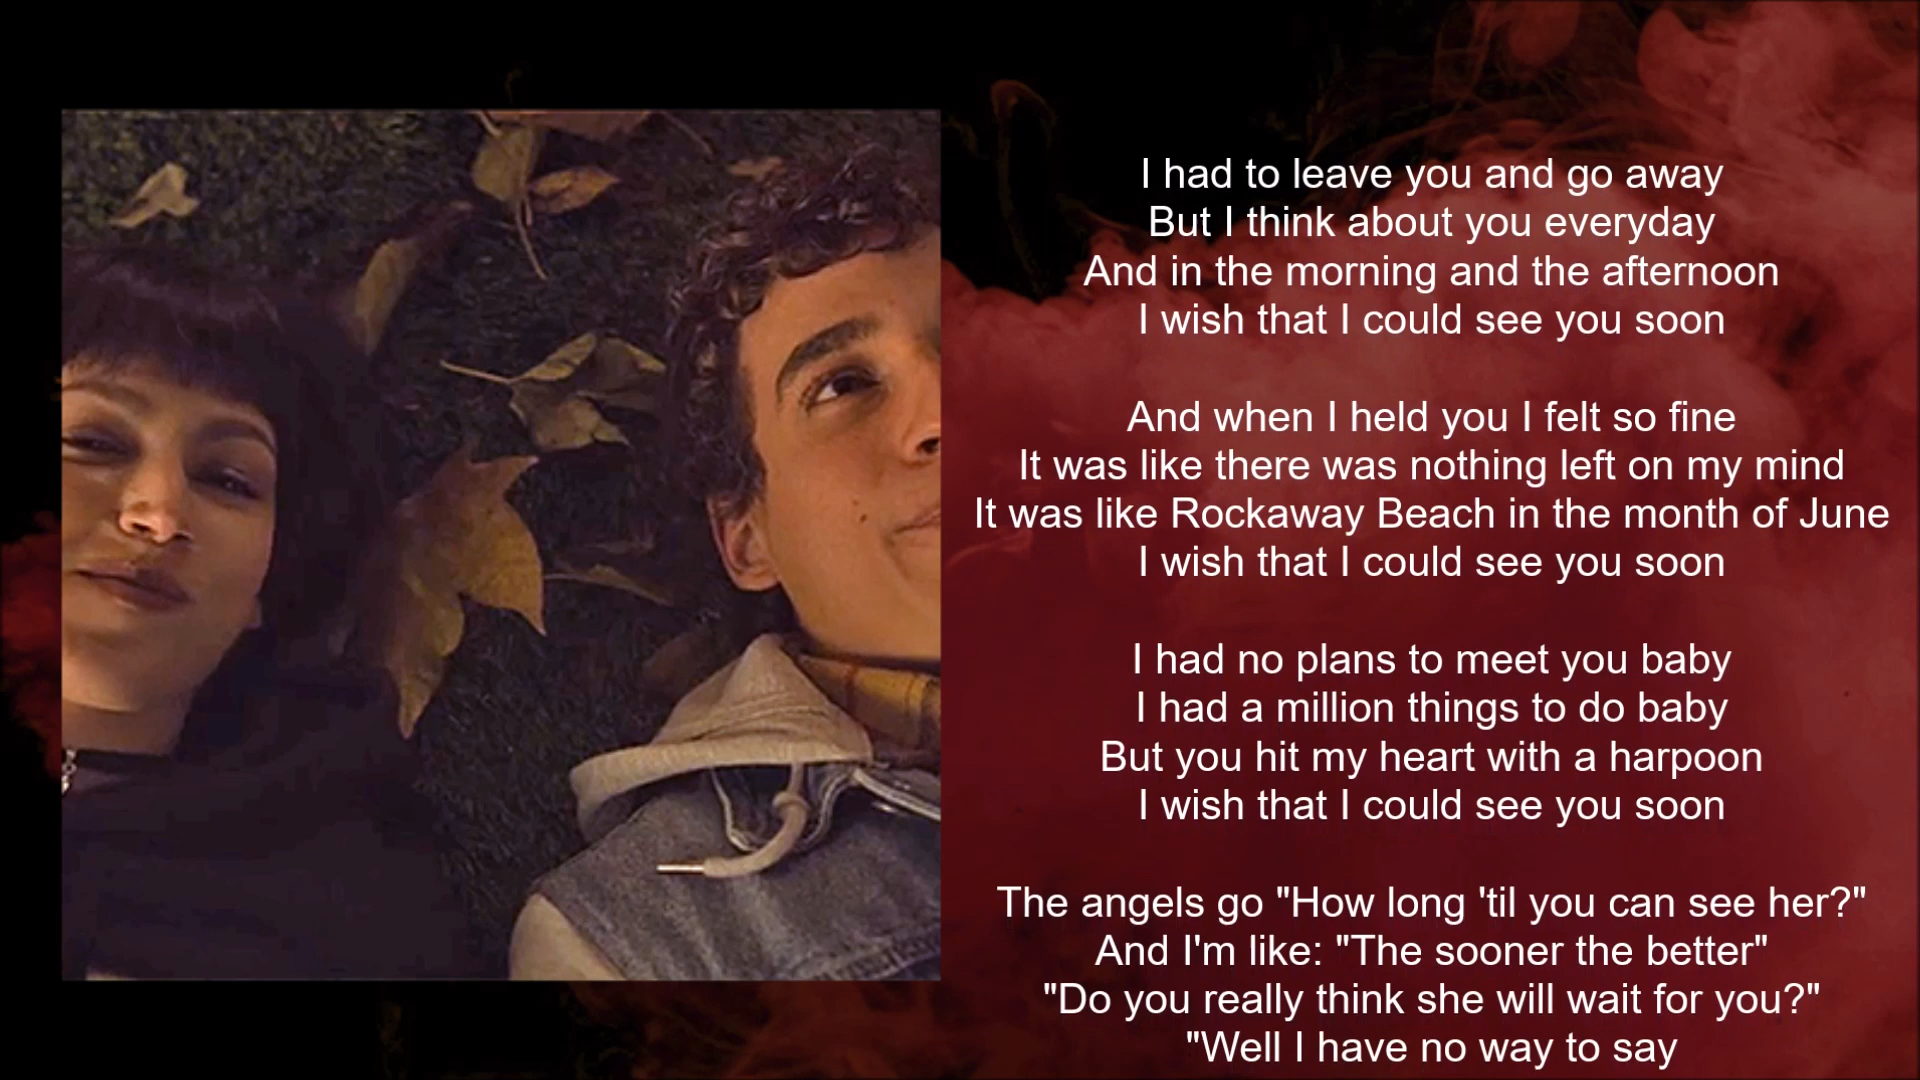 I had to leave you and go away
But I think about you everyday
And in the morning and the afternoon
I wish that I could see you soon
And when I held you I felt so fine
It was like there was nothing left on my mind
It was like Rockaway Beach in the month of June
I wish that I could see you soon
I had no plans to meet you baby
I had a million things to do baby
But you hit my heart with a harpoon
I wish that I could see you soon
The angels go "How long 'til you can see her?"
And I'm like: "The sooner the better"
"Do you really think she will wait for you?"
"Well I have no way to say